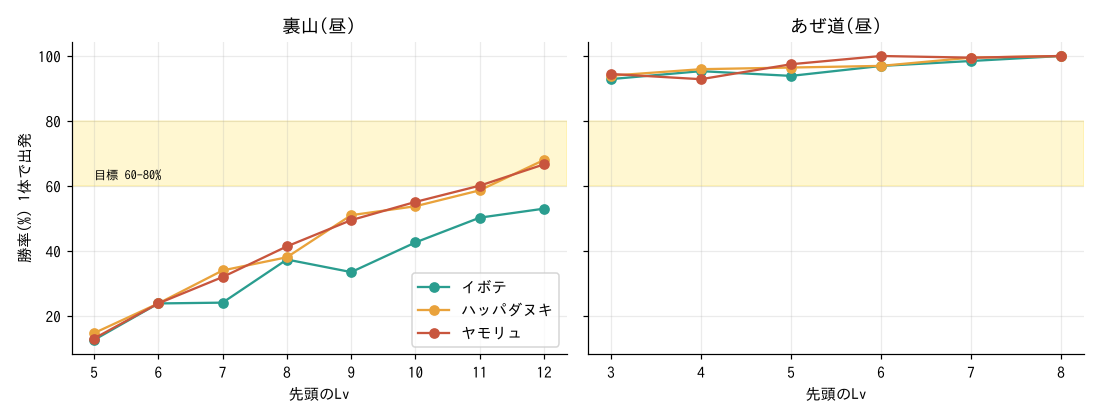 裏山(昼)
勝率(%) 1体で出発
100
80
60
40
20
目標 60-80%
イボテ
ハッパダヌキ
ヤモリュ
5 6 7 8 9 10 11 12
先頭のLv
あぜ道(昼)
3 4 5 6 7 8
先頭のLv